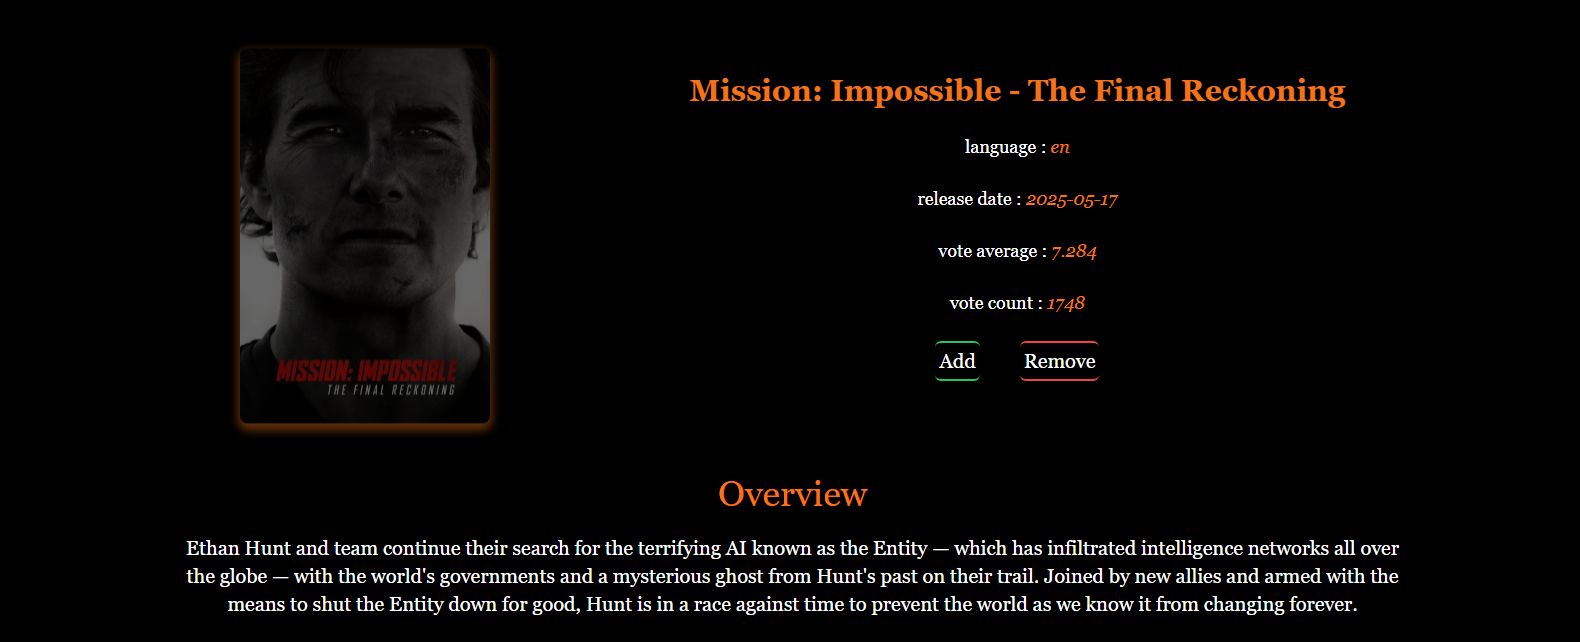 MISSION: IMPOSSIBLE
THE FINAL RECKONING
Mission: Impossible - The Final Reckoning
language : en
release date : 2025-05-17
vote average : 7.284
vote count : 1748
Add
Remove
Overview
Ethan Hunt and team continue their search for the terrifying AI known as the Entity — which has infiltrated intelligence networks all over
the globe — with the world's governments and a mysterious ghost from Hunt's past on their trail. Joined by new allies and armed with the
means to shut the Entity down for good, Hunt is in a race against time to prevent the world as we know it from changing forever.